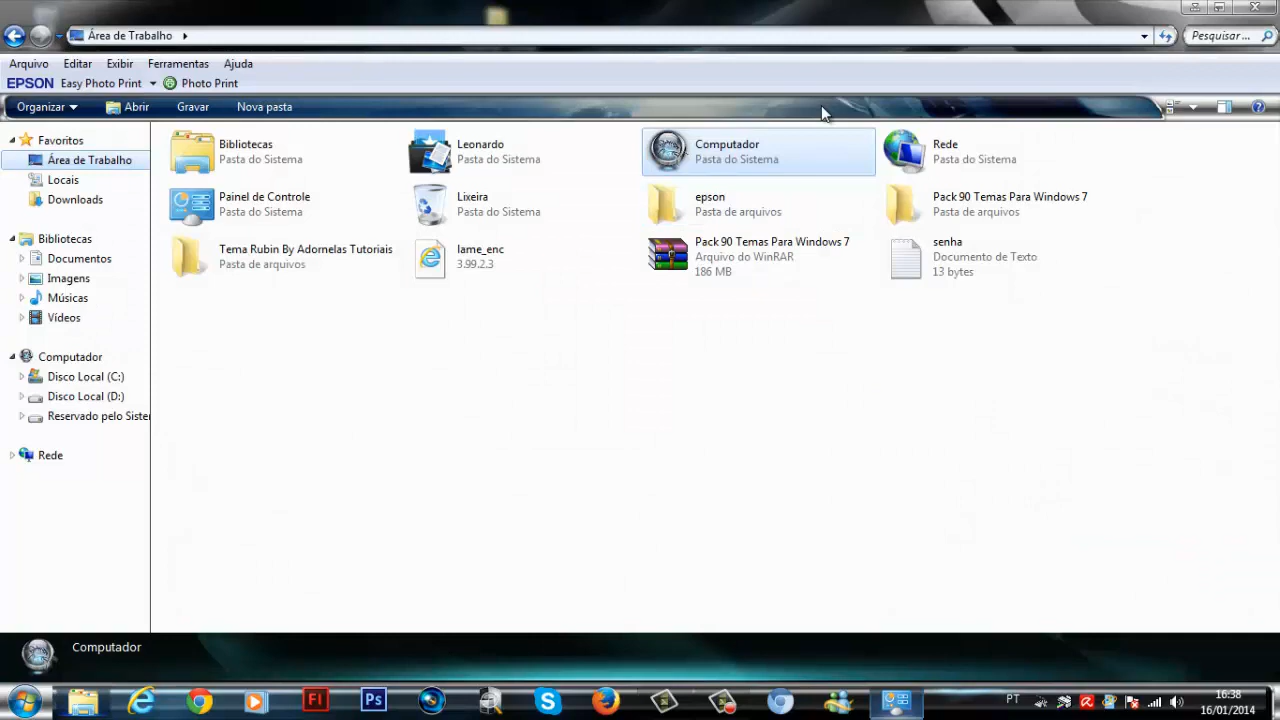 Área de Trabalho
Pesquisar ...
Arquivo Editar Exibir Ferramentas Ajuda
EPSON Easy Photo Print Photo Print
Organizar Abrir Gravar Nova pasta
Favoritos
Área de Trabalho
Locais
Downloads
Bibliotecas
Documentos
Imagens
Músicas
Vídeos
Computador
Disco Local (C:)
Disco Local (D:)
Reservado pelo Sister
Rede
Bibliotecas
Pasta do Sistema
Leonardo
Pasta do Sistema
Computador
Pasta do Sistema
Rede
Pasta do Sistema
Painel de Controle
Pasta do Sistema
Lixeira
Pasta do Sistema
epson
Pasta de arquivos
Pack 90 Temas Para Windows 7
Pasta de arquivos
Tema Rubin By Adornelas Tutoriais
Pasta de arquivos
lame_enc
3.99.2.3
Pack 90 Temas Para Windows 7
Arquivo do WinRAR
186 MB
senha
Documento de Texto
13 bytes
Computador
Fl
Ps
PT
16:38
16/01/2014